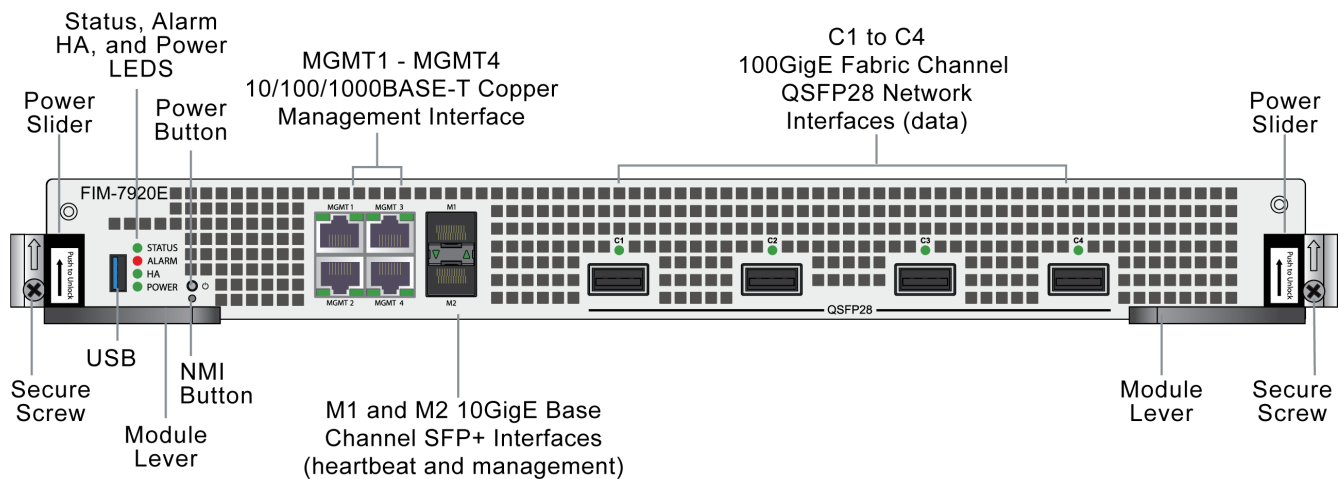 Status, Alarm
HA, and Power
LEDS
Power
Slider
Power
Button
MGMT1 - MGMT4
10/100/1000BASE-T Copper
Management Interface
C1 to C4
100GigE Fabric Channel
QSFP28 Network
Interfaces (data)
Power
Slider
FIM-7920E
MGMT 1
MGMT 3
M1
STATUS
ALARM
HA
POWER
Push to Unlock
C1
C2
C3
C4
Push to Unlock
MGMT 2
MGMT 4
M2
QSFP28
USB
NMI
Button
Secure
Screw
Module
Lever
M1 and M2 10GigE Base
Channel SFP+ Interfaces
(heartbeat and management)
Module
Lever
Secure
Screw